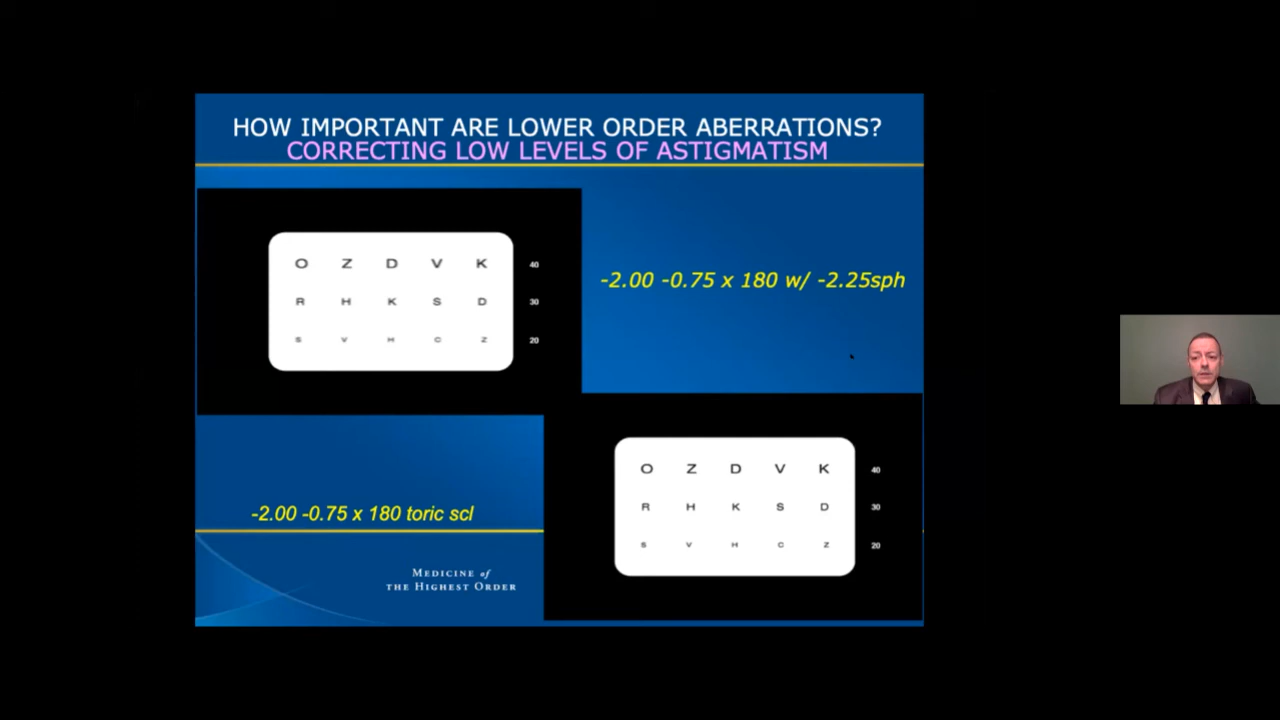 HOW IMPORTANT ARE LOWER ORDER ABERRATIONS?
CORRECTING LOW LEVELS OF ASTIGMATISM
O Z D V K 40
R H K S D 30
S V H C Z 20
-2.00 -0.75 x 180 w/ -2.25sph
-2.00 -0.75 x 180 toric scl
MEDICINE of
THE HIGHEST ORDER
O Z D V K 40
R H K S D 30
S V H C Z 20